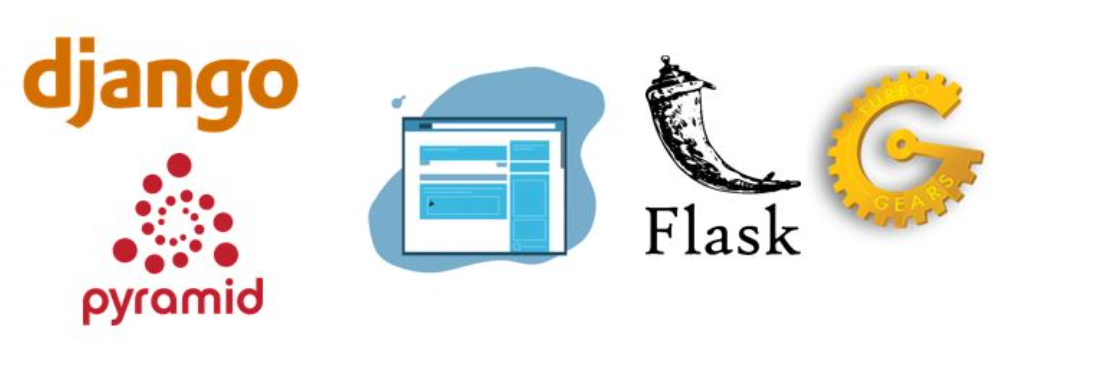 django
pyramid
Flask
TURBO
GEARS